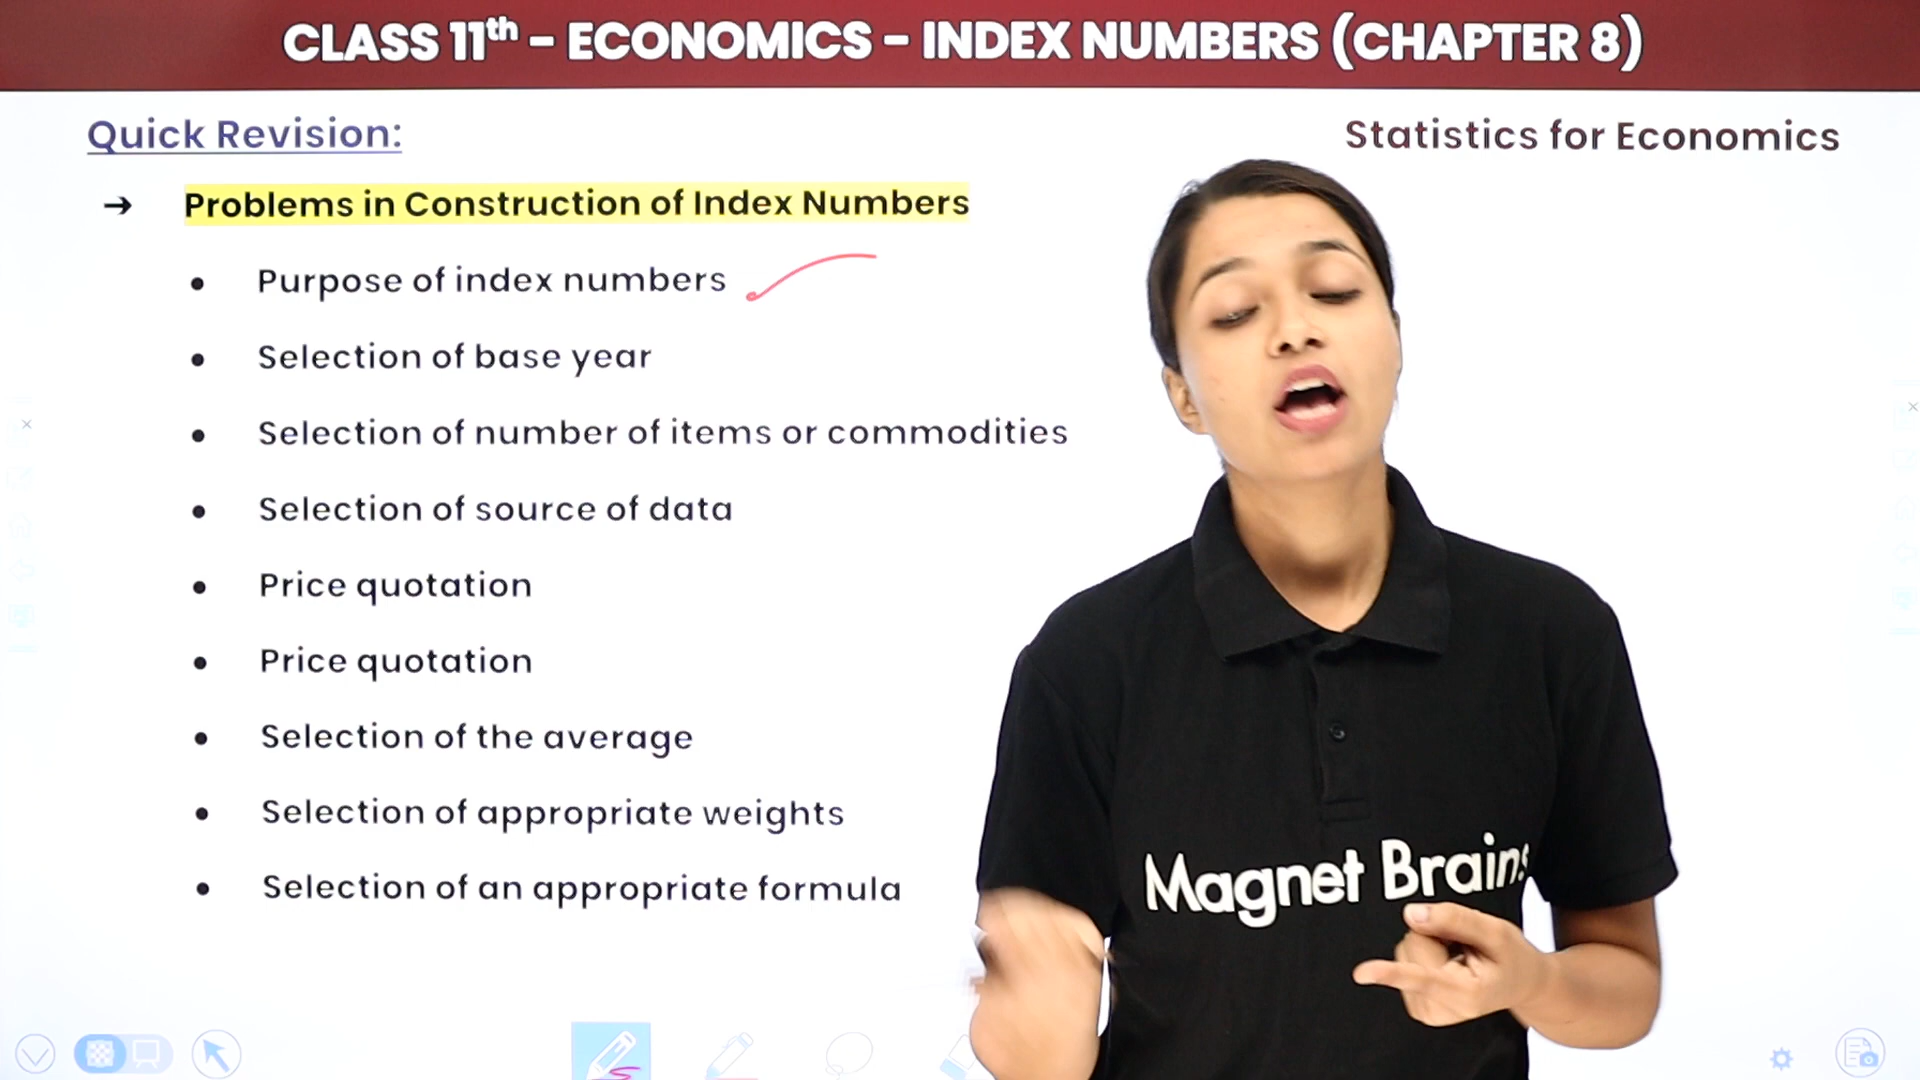 CLASS 11th - ECONOMICS - INDEX NUMBERS (CHAPTER 8)
Quick Revision:
Statistics for Economics
➔ Problems in Construction of Index Numbers
• Purpose of index numbers
• Selection of base year
• Selection of number of items or commodities
• Selection of source of data
• Price quotation
• Price quotation
• Selection of the average
• Selection of appropriate weights
• Selection of an appropriate formula
Magnet Brains